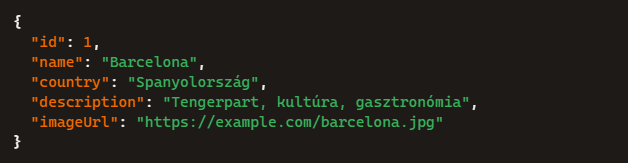 {
  "id": 1,
  "name": "Barcelona",
  "country": "Spanyolország",
  "description": "Tengerpart, kultúra, gasztronómia",
  "imageUrl": "https://example.com/barcelona.jpg"
}